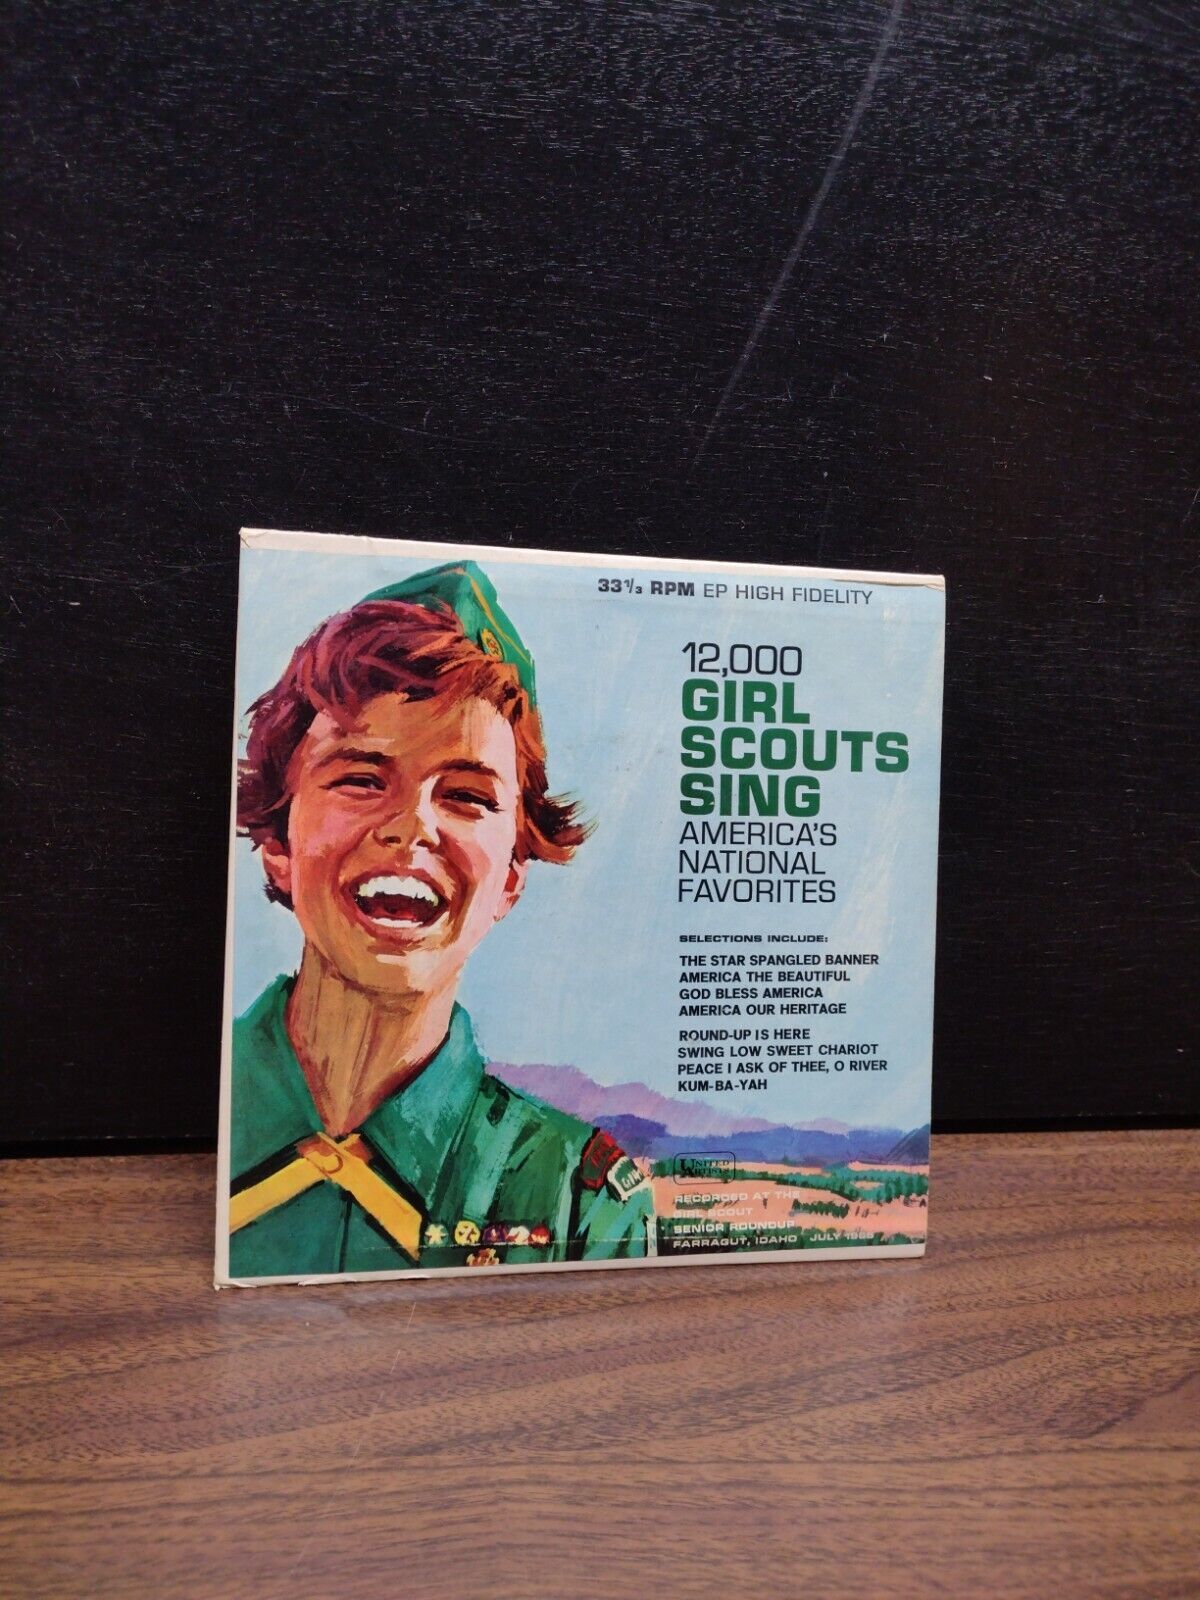 33⅓ RPM EP HIGH FIDELITY
12,000
GIRL
SCOUTS
SING
AMERICA'S
NATIONAL
FAVORITES
SELECTIONS INCLUDE:
THE STAR SPANGLED BANNER
AMERICA THE BEAUTIFUL
GOD BLESS AMERICA
AMERICA OUR HERITAGE
ROUND-UP IS HERE
SWING LOW SWEET CHARIOT
PEACE I ASK OF THEE, O RIVER
KUM-BA-YAH
UNITED
ARTISTS
RECORDED AT THE
GIRL SCOUT
SENIOR ROUNDUP
FARRAGUT, IDAHO JULY